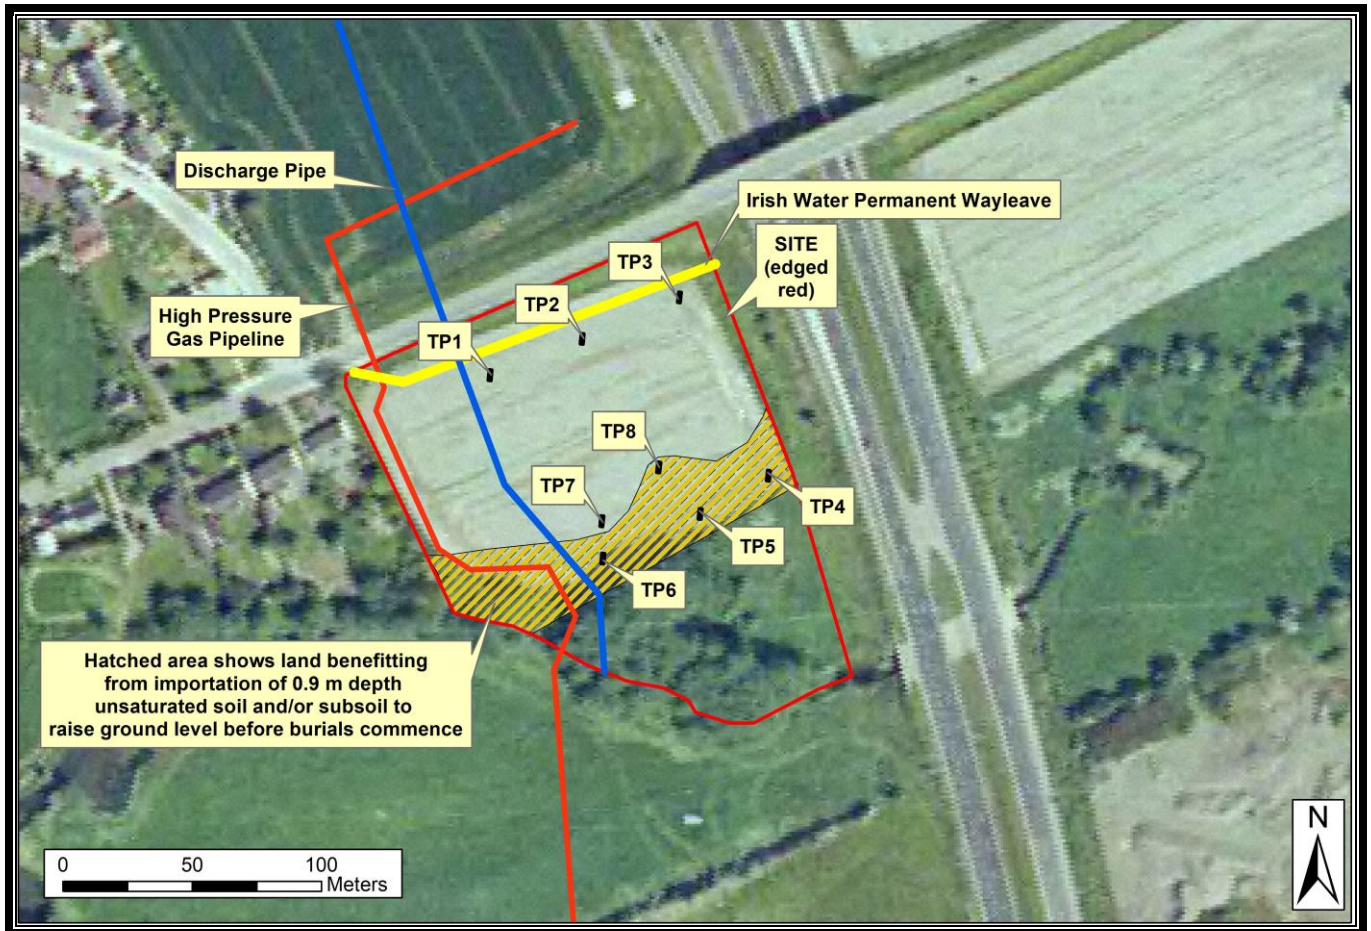 Discharge Pipe
Irish Water Permanent Wayleave
SITE
(edged
red)
TP3
TP2
High Pressure
Gas Pipeline
TP1
TP8
TP7
TP4
TP5
TP6
Hatched area shows land benefitting
from importation of 0.9 m depth
unsaturated soil and/or subsoil to
raise ground level before burials commence
N
0 50 100
Meters